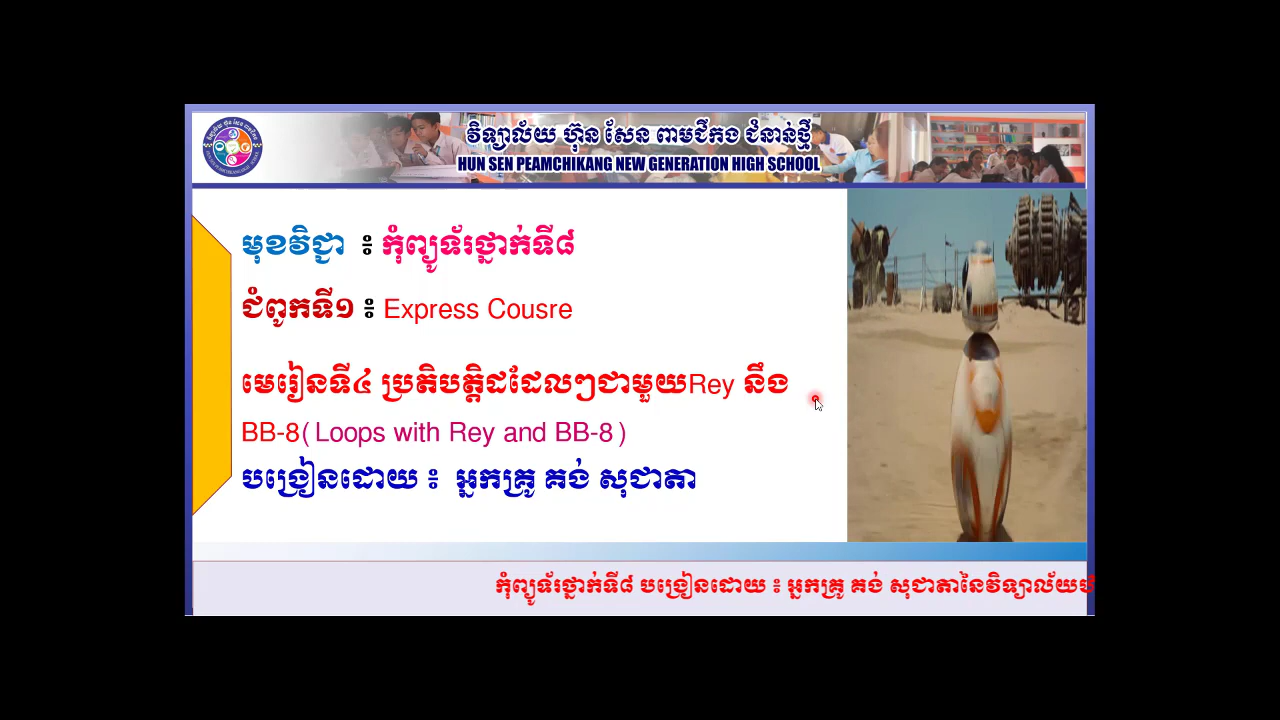 វិទ្យាល័យ ហ៊ុន សែន ពាមជីកង ជំនាន់ថ្មី
HUN SEN PEAMCHIKANG NEW GENERATION HIGH SCHOOL
មុខវិជ្ជា ៖ កុំព្យូទ័រថ្នាក់ទី៨
ជំពូកទី១ ៖ Express Cousre
មេរៀនទី៤ ប្រតិបត្តិដដែលៗជាមួយRey នឹង
BB-8( Loops with Rey and BB-8 )
បង្រៀនដោយ ៖ អ្នកគ្រូ គង់ សុជាតា
កុំព្យូទ័រថ្នាក់ទី៨ បង្រៀនដោយ ៖ អ្នកគ្រូ គង់ សុជាតានៃវិទ្យាល័យ